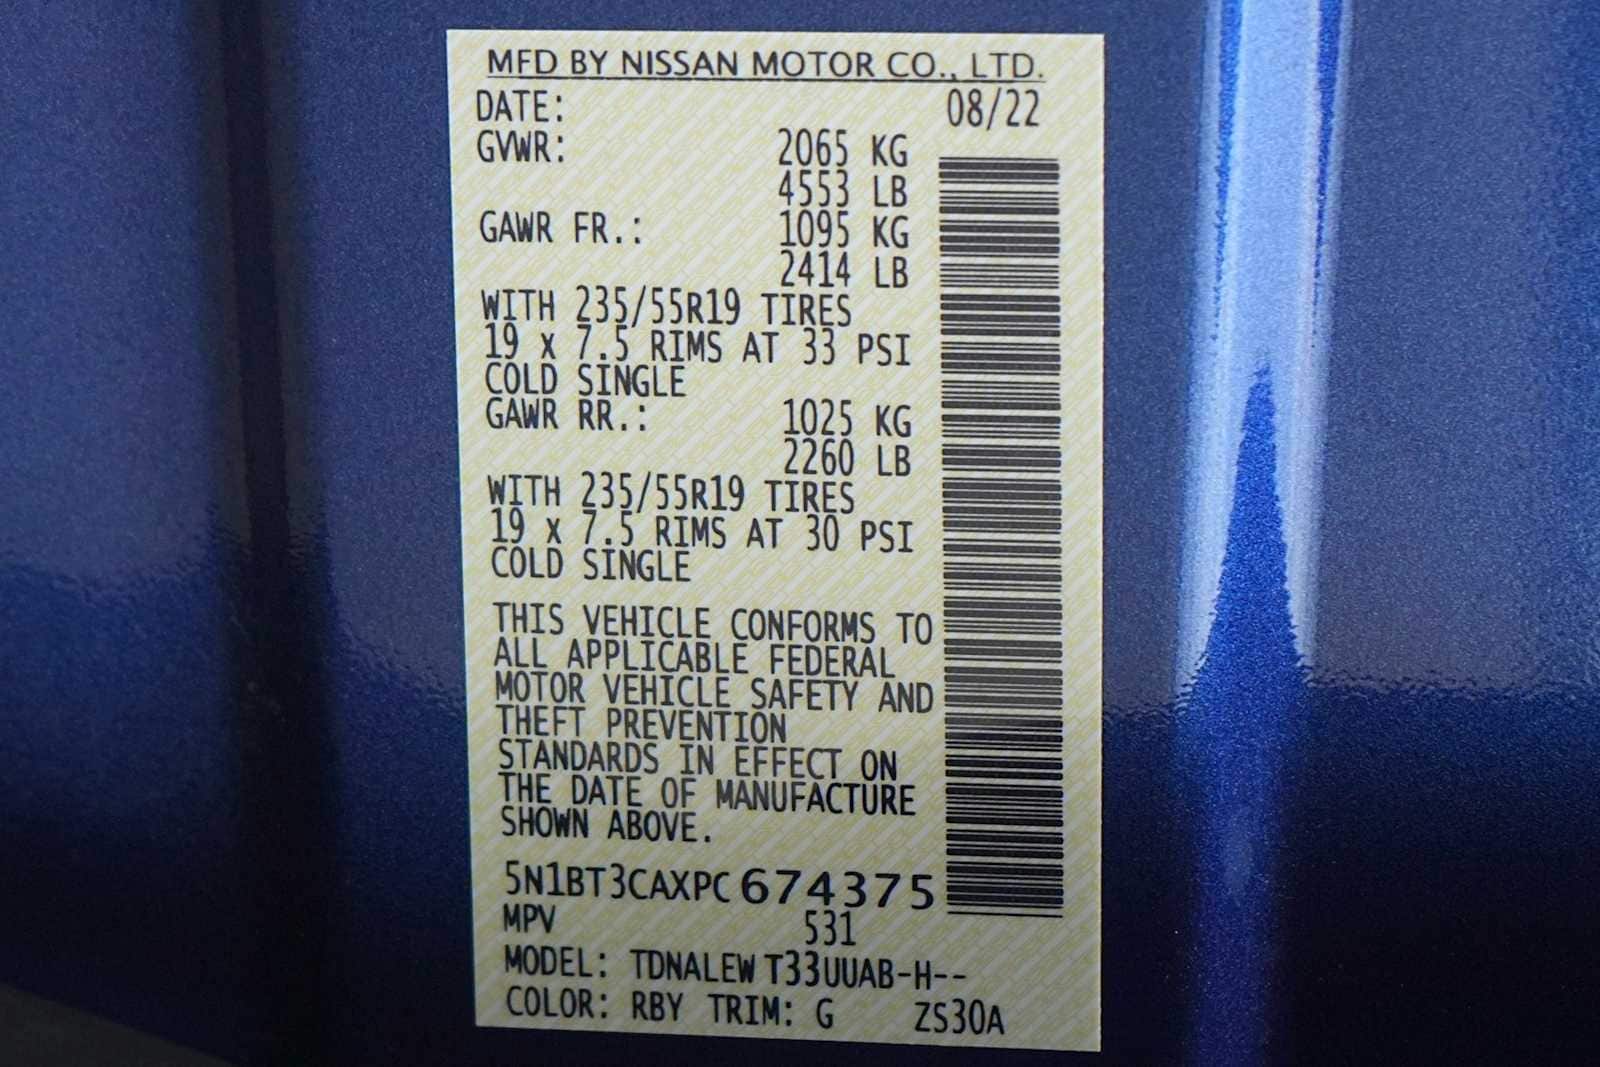 MFD BY NISSAN MOTOR CO., LTD.
DATE: 08/22
GVWR: 2065 KG
4553 LB
GAWR FR.: 1095 KG
2414 LB
WITH 235/55R19 TIRES
19 x 7.5 RIMS AT 33 PSI
COLD SINGLE
GAWR RR.: 1025 KG
2260 LB
WITH 235/55R19 TIRES
19 x 7.5 RIMS AT 30 PSI
COLD SINGLE
THIS VEHICLE CONFORMS TO
ALL APPLICABLE FEDERAL
MOTOR VEHICLE SAFETY AND
THEFT PREVENTION
STANDARDS IN EFFECT ON
THE DATE OF MANUFACTURE
SHOWN ABOVE.
5N1BT3CAXPC674375
MPV 531
MODEL: TDNALEW T33UUAB-H--
COLOR: RBY TRIM: G ZS30A